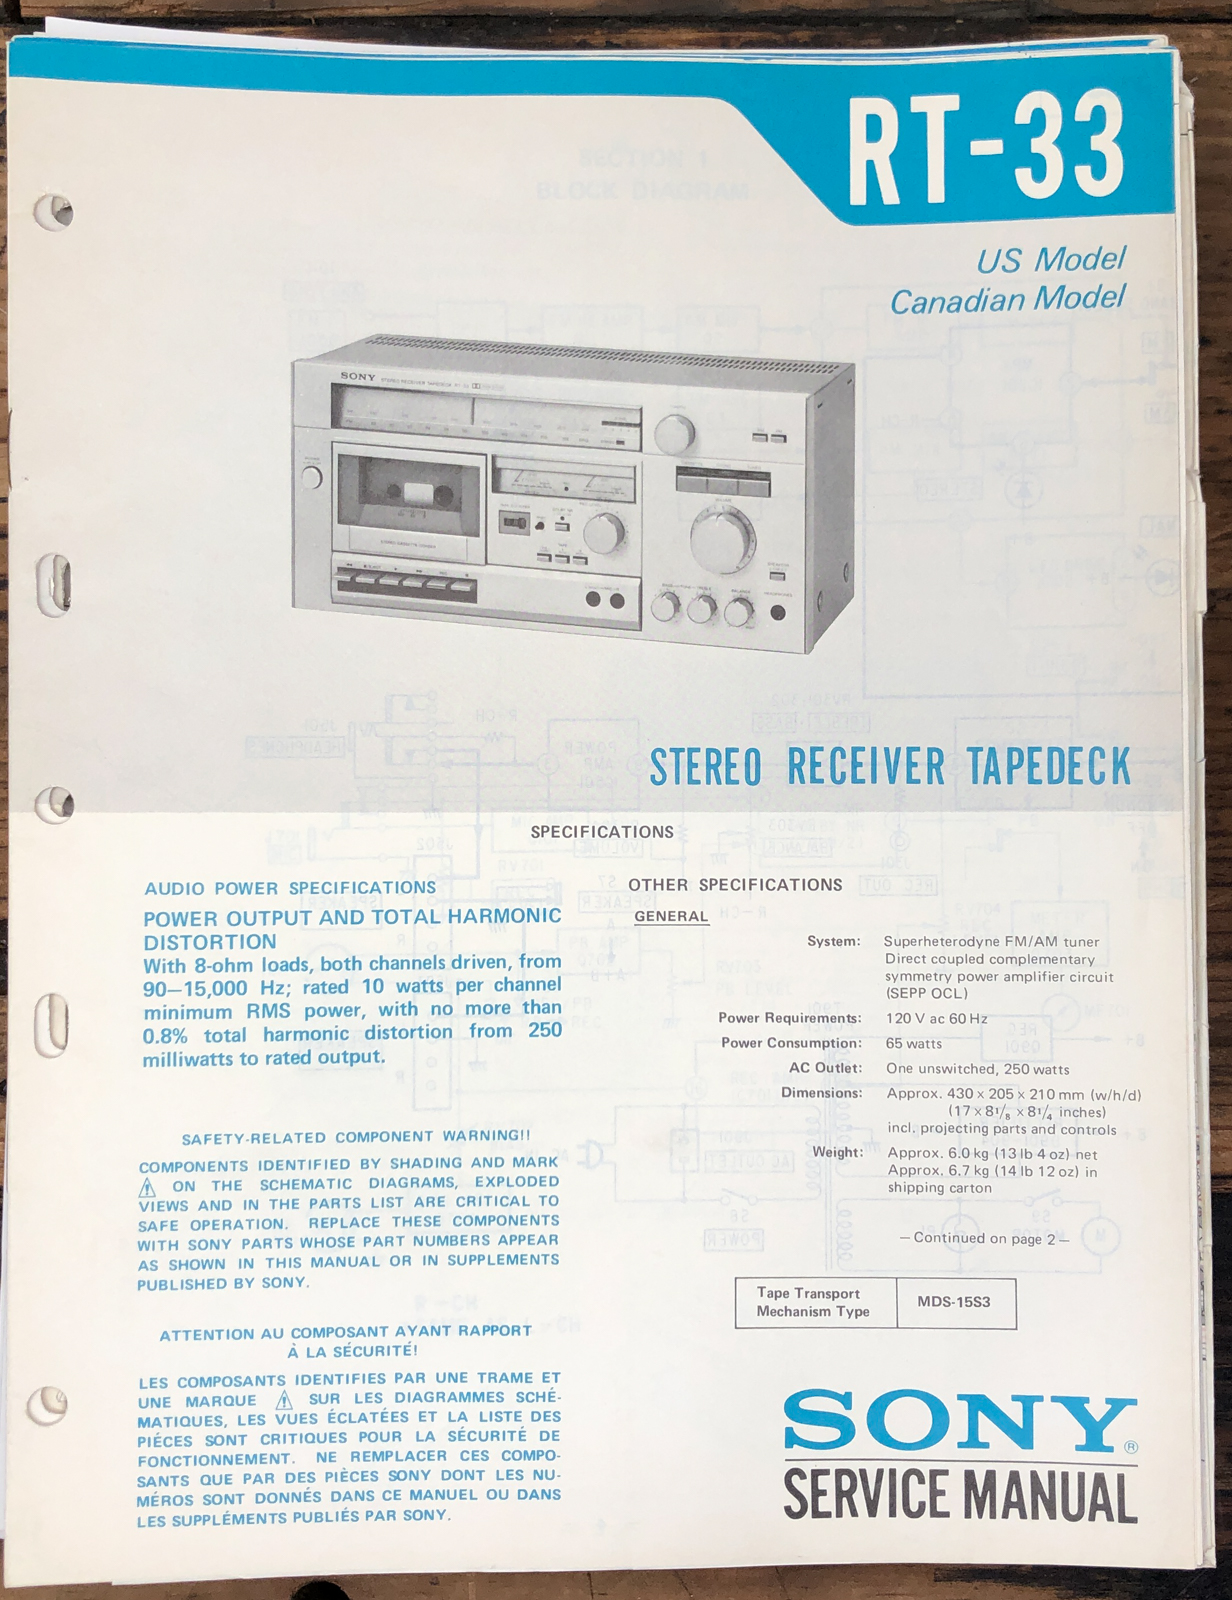 RT-33
US Model
Canadian Model
SONY
STEREO RECEIVER TAPEDECK
SPECIFICATIONS
AUDIO POWER SPECIFICATIONS
POWER OUTPUT AND TOTAL HARMONIC
DISTORTION
With 8-ohm loads, both channels driven, from
90—15,000 Hz; rated 10 watts per channel
minimum RMS power, with no more than
0.8% total harmonic distortion from 250
milliwatts to rated output.
SAFETY-RELATED COMPONENT WARNING!!
COMPONENTS IDENTIFIED BY SHADING AND MARK
⚠ ON THE SCHEMATIC DIAGRAMS, EXPLODED
VIEWS AND IN THE PARTS LIST ARE CRITICAL TO
SAFE OPERATION. REPLACE THESE COMPONENTS
WITH SONY PARTS WHOSE PART NUMBERS APPEAR
AS SHOWN IN THIS MANUAL OR IN SUPPLEMENTS
PUBLISHED BY SONY.
ATTENTION AU COMPOSANT AYANT RAPPORT
À LA SÉCURITÉ!
LES COMPOSANTS IDENTIFIES PAR UNE TRAME ET
UNE MARQUE ⚠ SUR LES DIAGRAMMES SCHÉ-
MATIQUES, LES VUES ÉCLATÉES ET LA LISTE DES
PIÉCES SONT CRITIQUES POUR LA SÉCURITÉ DE
FONCTIONNEMENT. NE REMPLACER CES COMPO-
SANTS QUE PAR DES PIÈCES SONY DONT LES NU-
MÉROS SONT DONNÉS DANS CE MANUEL OU DANS
LES SUPPLÉMENTS PUBLIÉS PAR SONY.
OTHER SPECIFICATIONS
GENERAL
System: Superheterodyne FM/AM tuner
Direct coupled complementary
symmetry power amplifier circuit
(SEPP OCL)
Power Requirements: 120 V ac 60 Hz
Power Consumption: 65 watts
AC Outlet: One unswitched, 250 watts
Dimensions: Approx. 430 x 205 x 210 mm (w/h/d)
(17 x 8 1/8 x 8 1/4 inches)
incl. projecting parts and controls
Weight: Approx. 6.0 kg (13 lb 4 oz) net
Approx. 6.7 kg (14 lb 12 oz) in
shipping carton
— Continued on page 2 —
Tape Transport
Mechanism Type
MDS-15S3
SONY®
SERVICE MANUAL